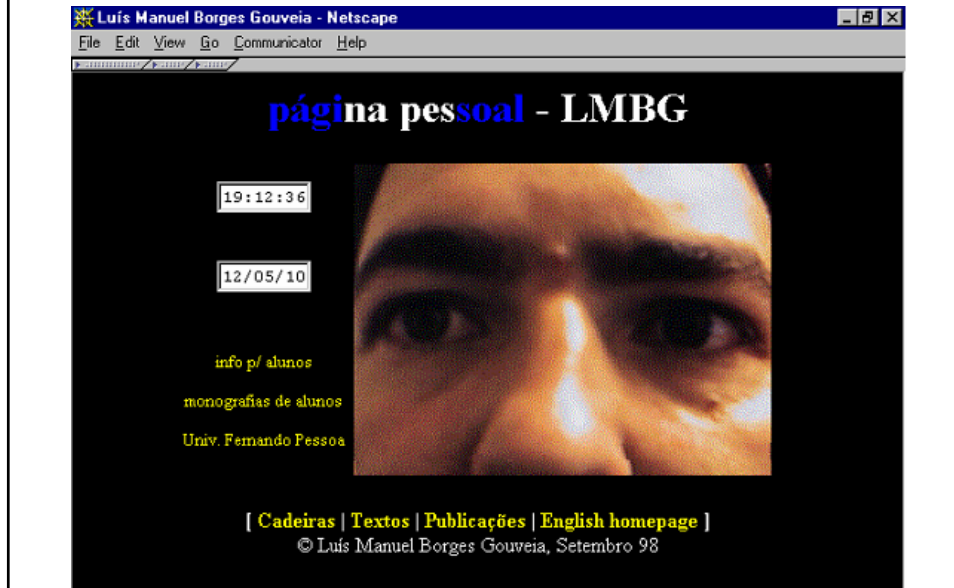 Luís Manuel Borges Gouveia - Netscape
File Edit View Go Communicator Help
página pessoal - LMBG
19:12:36
12/05/10
info p/ alunos
monografias de alunos
Univ. Fernando Pessoa
[ Cadeiras | Textos | Publicações | English homepage ]
© Luís Manuel Borges Gouveia, Setembro 98